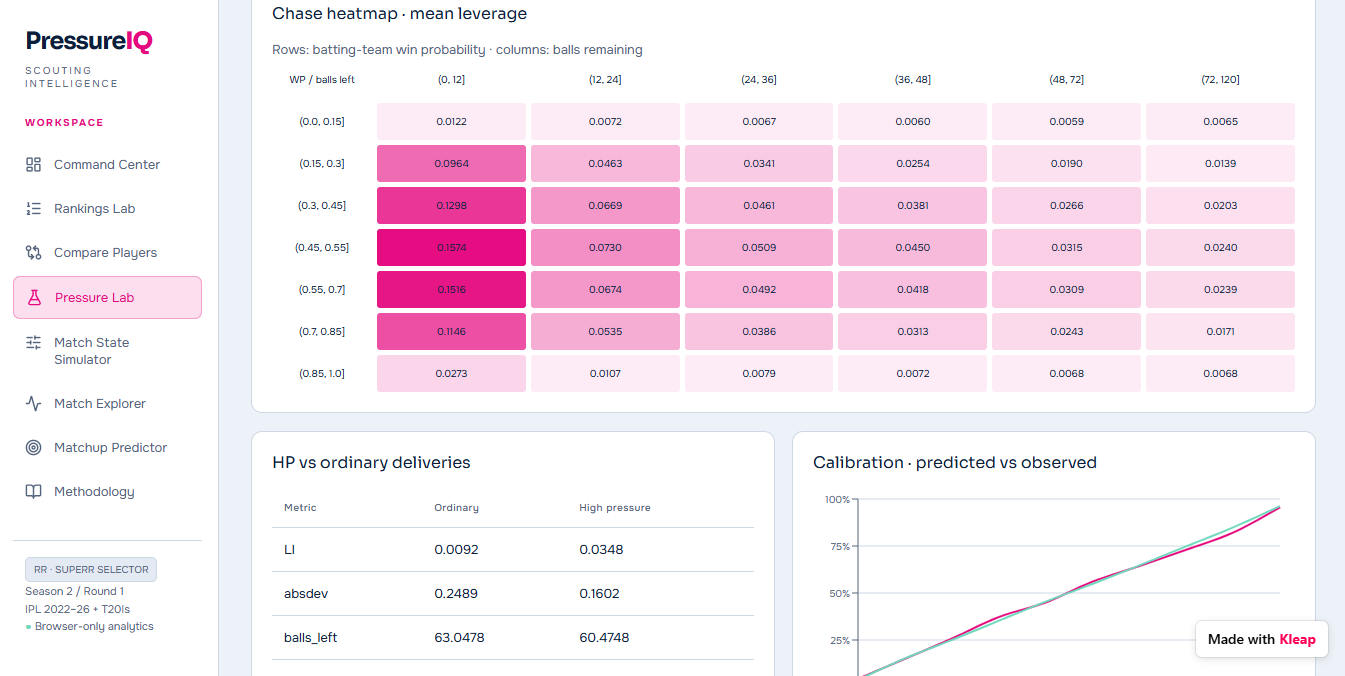 PressureIQ
SCOUTING
INTELLIGENCE
WORKSPACE
Command Center
Rankings Lab
Compare Players
Pressure Lab
Match State
Simulator
Match Explorer
Matchup Predictor
Methodology
RR · SUPERR SELECTOR
Season 2 / Round 1
IPL 2022–26 + T20Is
Browser-only analytics
Chase heatmap · mean leverage
Rows: batting-team win probability · columns: balls remaining
WP / balls left (0, 12] (12, 24] (24, 36] (36, 48] (48, 72] (72, 120]
(0.0, 0.15] 0.0122 0.0072 0.0067 0.0060 0.0059 0.0065
(0.15, 0.3] 0.0964 0.0463 0.0341 0.0254 0.0190 0.0139
(0.3, 0.45] 0.1298 0.0669 0.0461 0.0381 0.0266 0.0203
(0.45, 0.55] 0.1574 0.0730 0.0509 0.0450 0.0315 0.0240
(0.55, 0.7] 0.1516 0.0674 0.0492 0.0418 0.0309 0.0239
(0.7, 0.85] 0.1146 0.0535 0.0386 0.0313 0.0243 0.0171
(0.85, 1.0] 0.0273 0.0107 0.0079 0.0072 0.0068 0.0068
HP vs ordinary deliveries
Metric Ordinary High pressure
LI 0.0092 0.0348
absdev 0.2489 0.1602
balls_left 63.0478 60.4748
Calibration · predicted vs observed
100%
75%
50%
25%
Made with Kleap